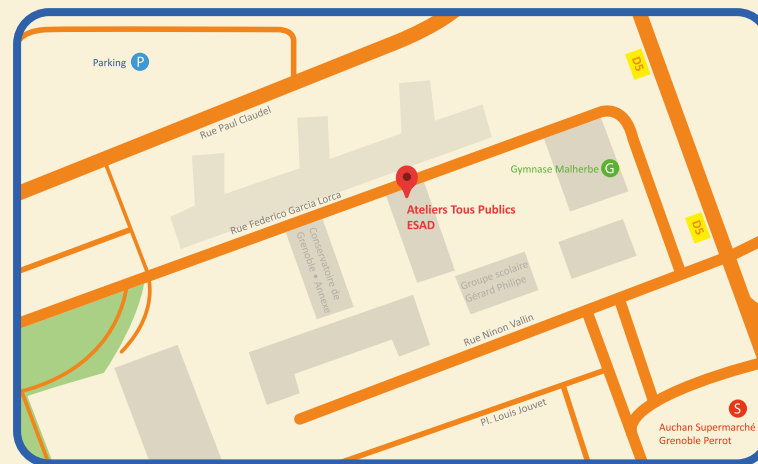 Parking P
D5
Rue Paul Claudel
Gymnase Malherbe G
Rue Federico Garcia Lorca
Ateliers Tous Publics
ESAD
D5
Conservatoire de
Grenoble • Annexe
Groupe scolaire
Gérard Philipe
Rue Ninon Vallin
Pl. Louis Jouvet
S
Auchan Supermarché
Grenoble Perrot